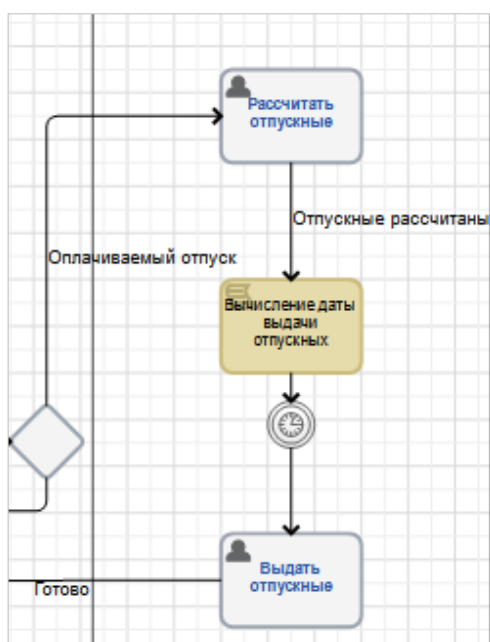 Рассчитать
отпускные
Отпускные рассчитаны
Оплачиваемый отпуск
Вычисление даты
выдачи
отпускных
Выдать
отпускные
Готово